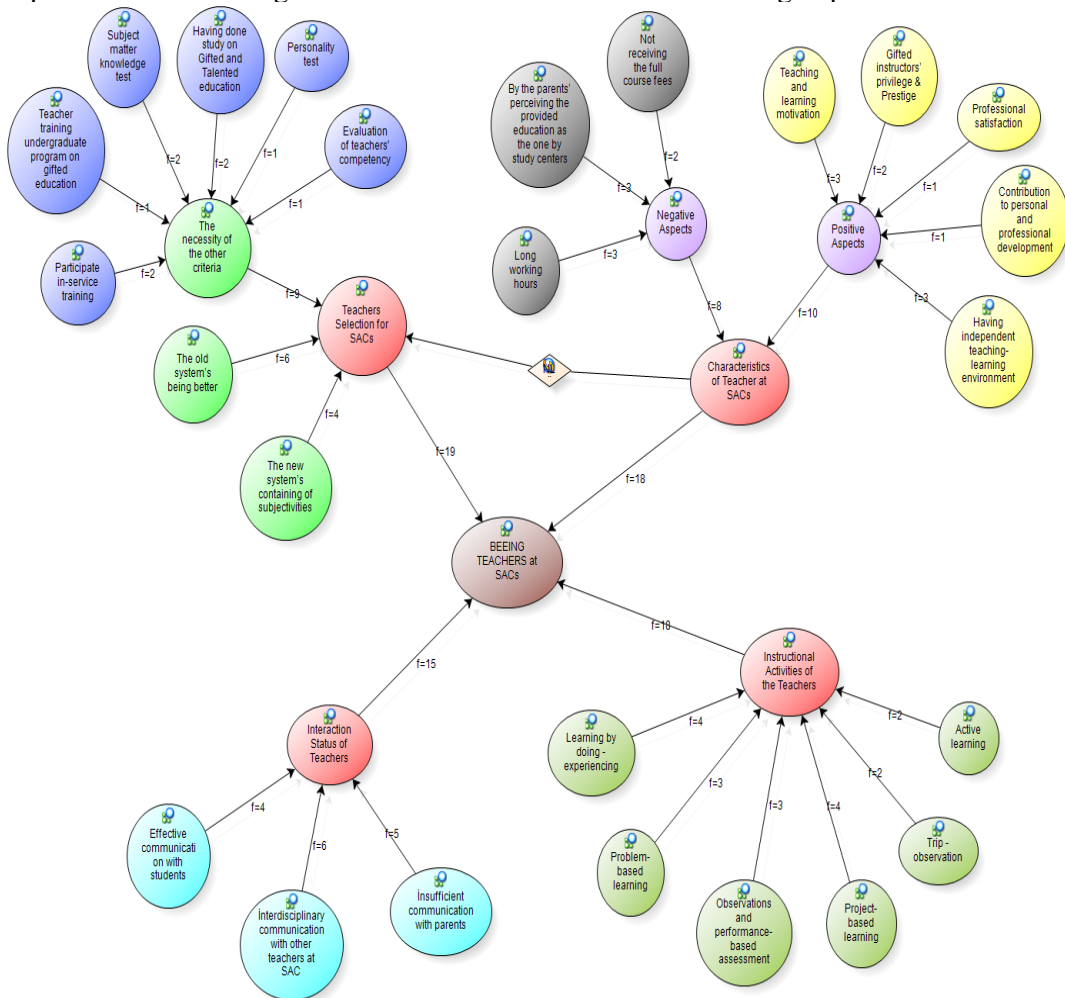 Subject
matter
knowledge
test
Having done
study on
Gifted and
Talented
education
Personality
test
Teacher
training
undergraduate
program on
gifted
education
Evaluation
of teachers'
competency
Participate
in-service
training
f=2
f=2
f=1
f=1
f=1
f=2
The
necessity of
the other
criteria
f=9
The old
system's
being better
f=6
The new
system's
containing of
subjectivities
f=4
Teachers
Selection for
SACs
f=19
Not
receiving
the full
course fees
By the parents'
perceiving the
provided
education as
the one by
study centers
Long
working
hours
f=2
f=3
f=3
Negative
Aspects
f=8
Teaching
and
learning
motivation
Gifted
instructors'
privilege &
Prestige
Professional
satisfaction
Contribution
to personal
and
professional
development
Having
independent
teaching-
learning
environment
f=3
f=2
f=1
f=1
f=3
Positive
Aspects
f=10
Characteristics
of Teacher at
SACs
f=18
BEEING
TEACHERS at
SACs
f=15
f=18
Interaction
Status of
Teachers
Effective
communicati
on with
students
f=4
İnterdisciplinary
communication
with other
teachers at
SAC
f=6
İnsufficient
communication
with parents
f=5
Instructional
Activities of
the Teachers
Learning by
doing -
experiencing
f=4
Problem-
based
learning
f=3
Observations
and
performance-
based
assessment
f=3
Project-
based
learning
f=4
Trip -
observation
f=2
Active
learning
f=2